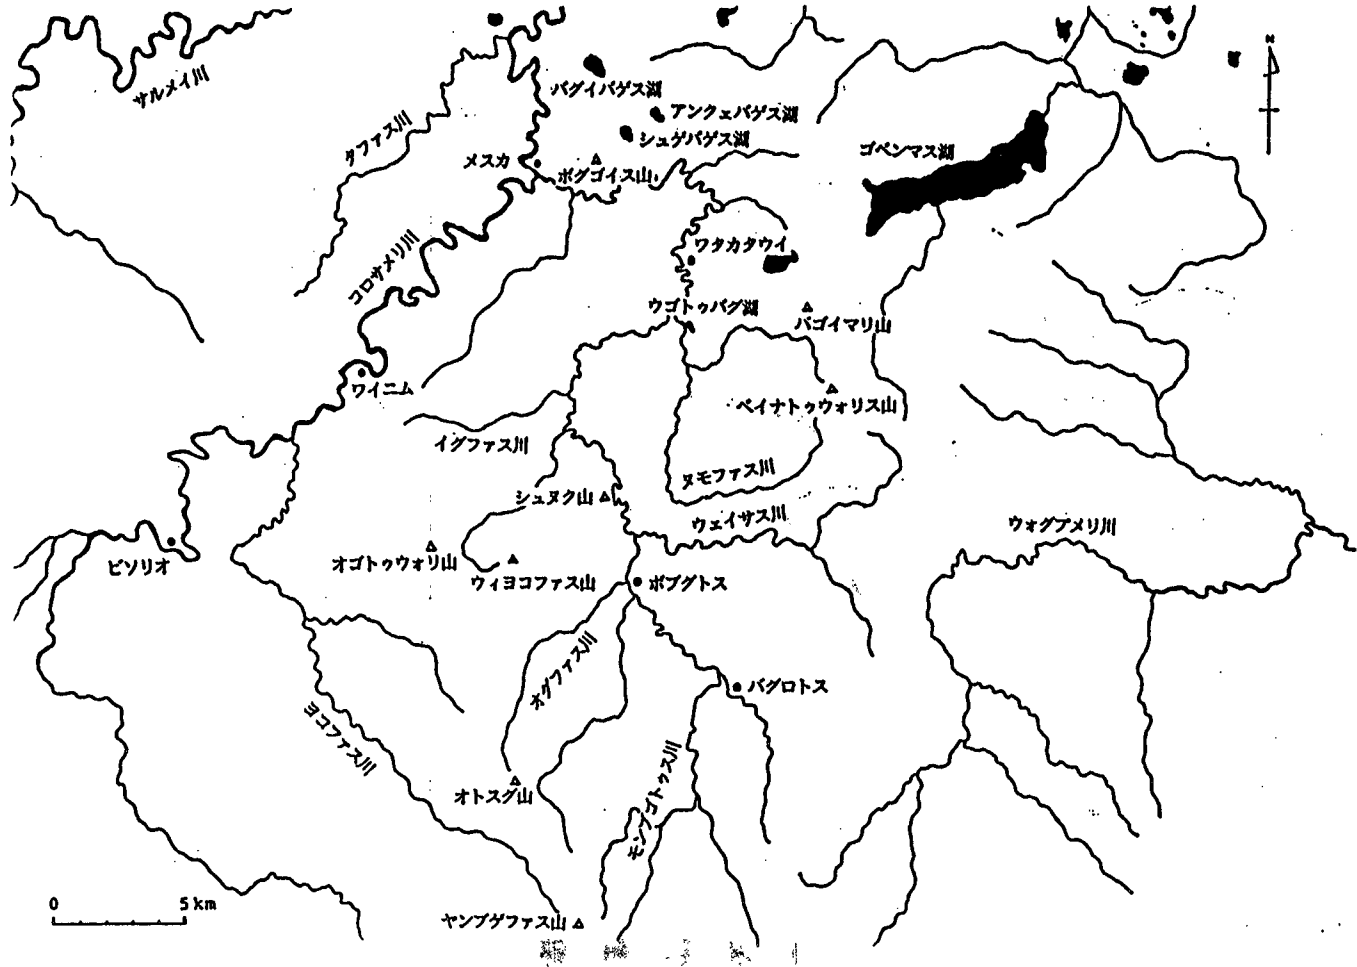 N
サルメイ川
バグイバゲス湖
アンクェバゲス湖
タファス川
シュゲバゲス湖
ゴベンマス湖
メスカ
ボグゴイス山
コロサメリ川
ワタカタウイ
ウゴトゥバグ湖
バゴイマリ山
ワイニム
ベイナトゥウォリス山
イグファス川
ヌモファス川
シュヌク山
ウェイサス川
ウォグアメリ川
ビソリオ
オゴトゥウォリ山
ウィヨコファス山
ボブグトス
オグファス川
バグロトス
ヨコファス川
モンブゴトゥス川
オトスグ山
0 5km
ヤンブゲファス山